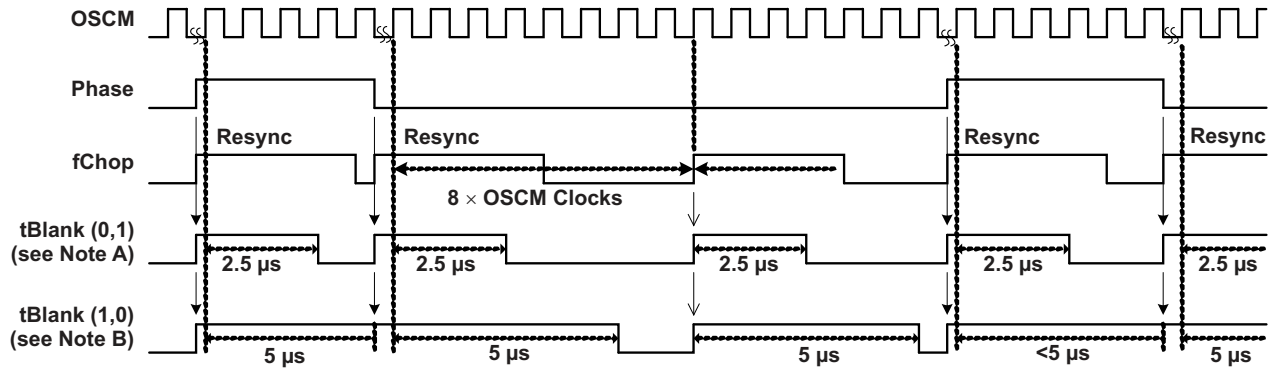 OSCM
Phase
Resync
Resync
Resync
Resync
fChop
8 × OSCM Clocks
tBlank (0,1)
(see Note A)
2.5 µs
2.5 µs
2.5 µs
2.5 µs
2.5 µs
tBlank (1,0)
(see Note B)
5 µs
5 µs
5 µs
<5 µs
5 µs